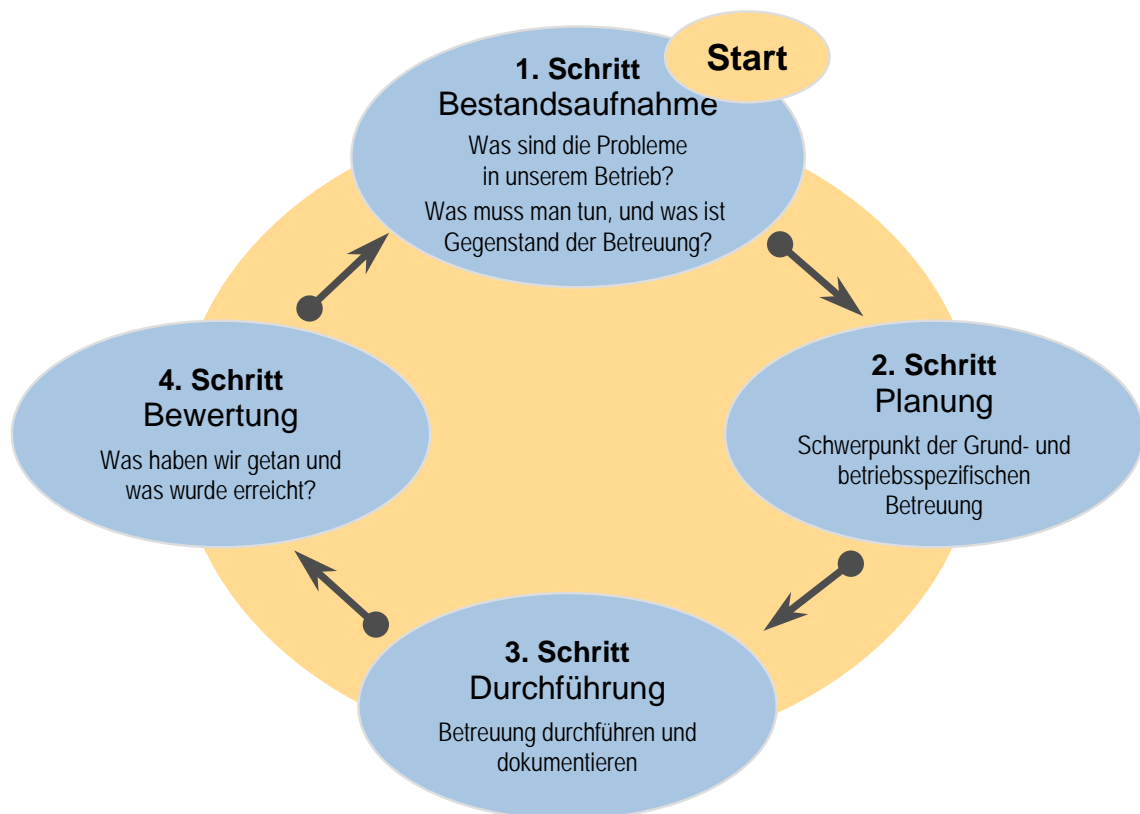 Start
1. Schritt
Bestandsaufnahme
Was sind die Probleme
in unserem Betrieb?
Was muss man tun, und was ist
Gegenstand der Betreuung?
2. Schritt
Planung
Schwerpunkt der Grund- und
betriebsspezifischen
Betreuung
3. Schritt
Durchführung
Betreuung durchführen und
dokumentieren
4. Schritt
Bewertung
Was haben wir getan und
was wurde erreicht?